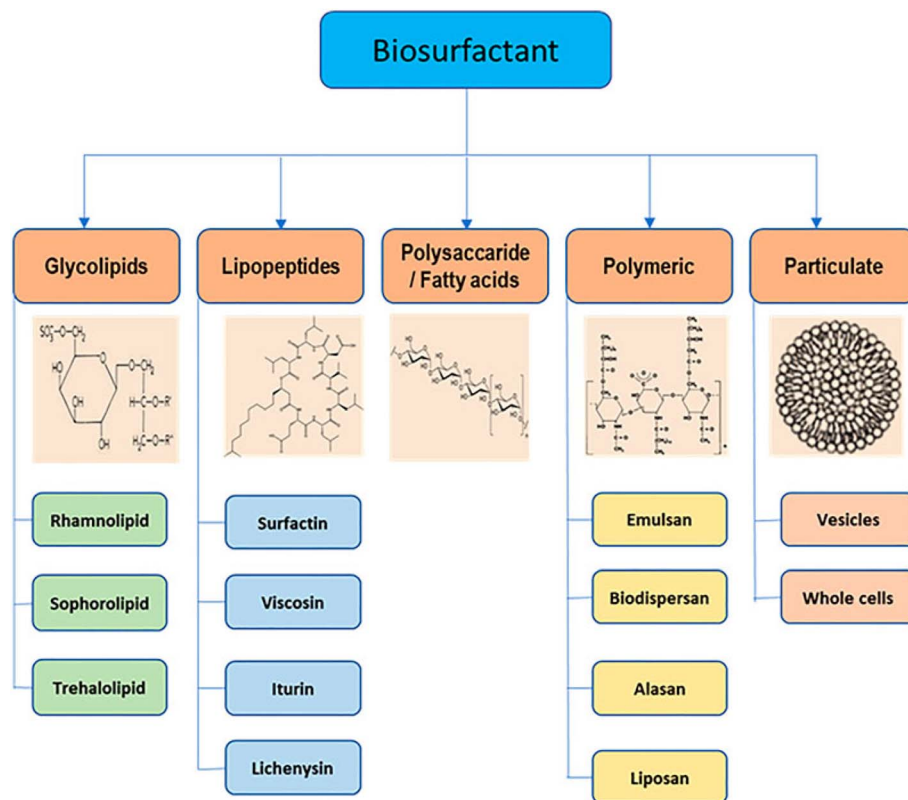 Biosurfactant
Glycolipids
Lipopeptides
Polysaccaride
/ Fatty acids
Polymeric
Particulate
Rhamnolipid
Sophorolipid
Trehalolipid
Surfactin
Viscosin
Iturin
Lichenysin
Emulsan
Biodispersan
Alasan
Liposan
Vesicles
Whole cells